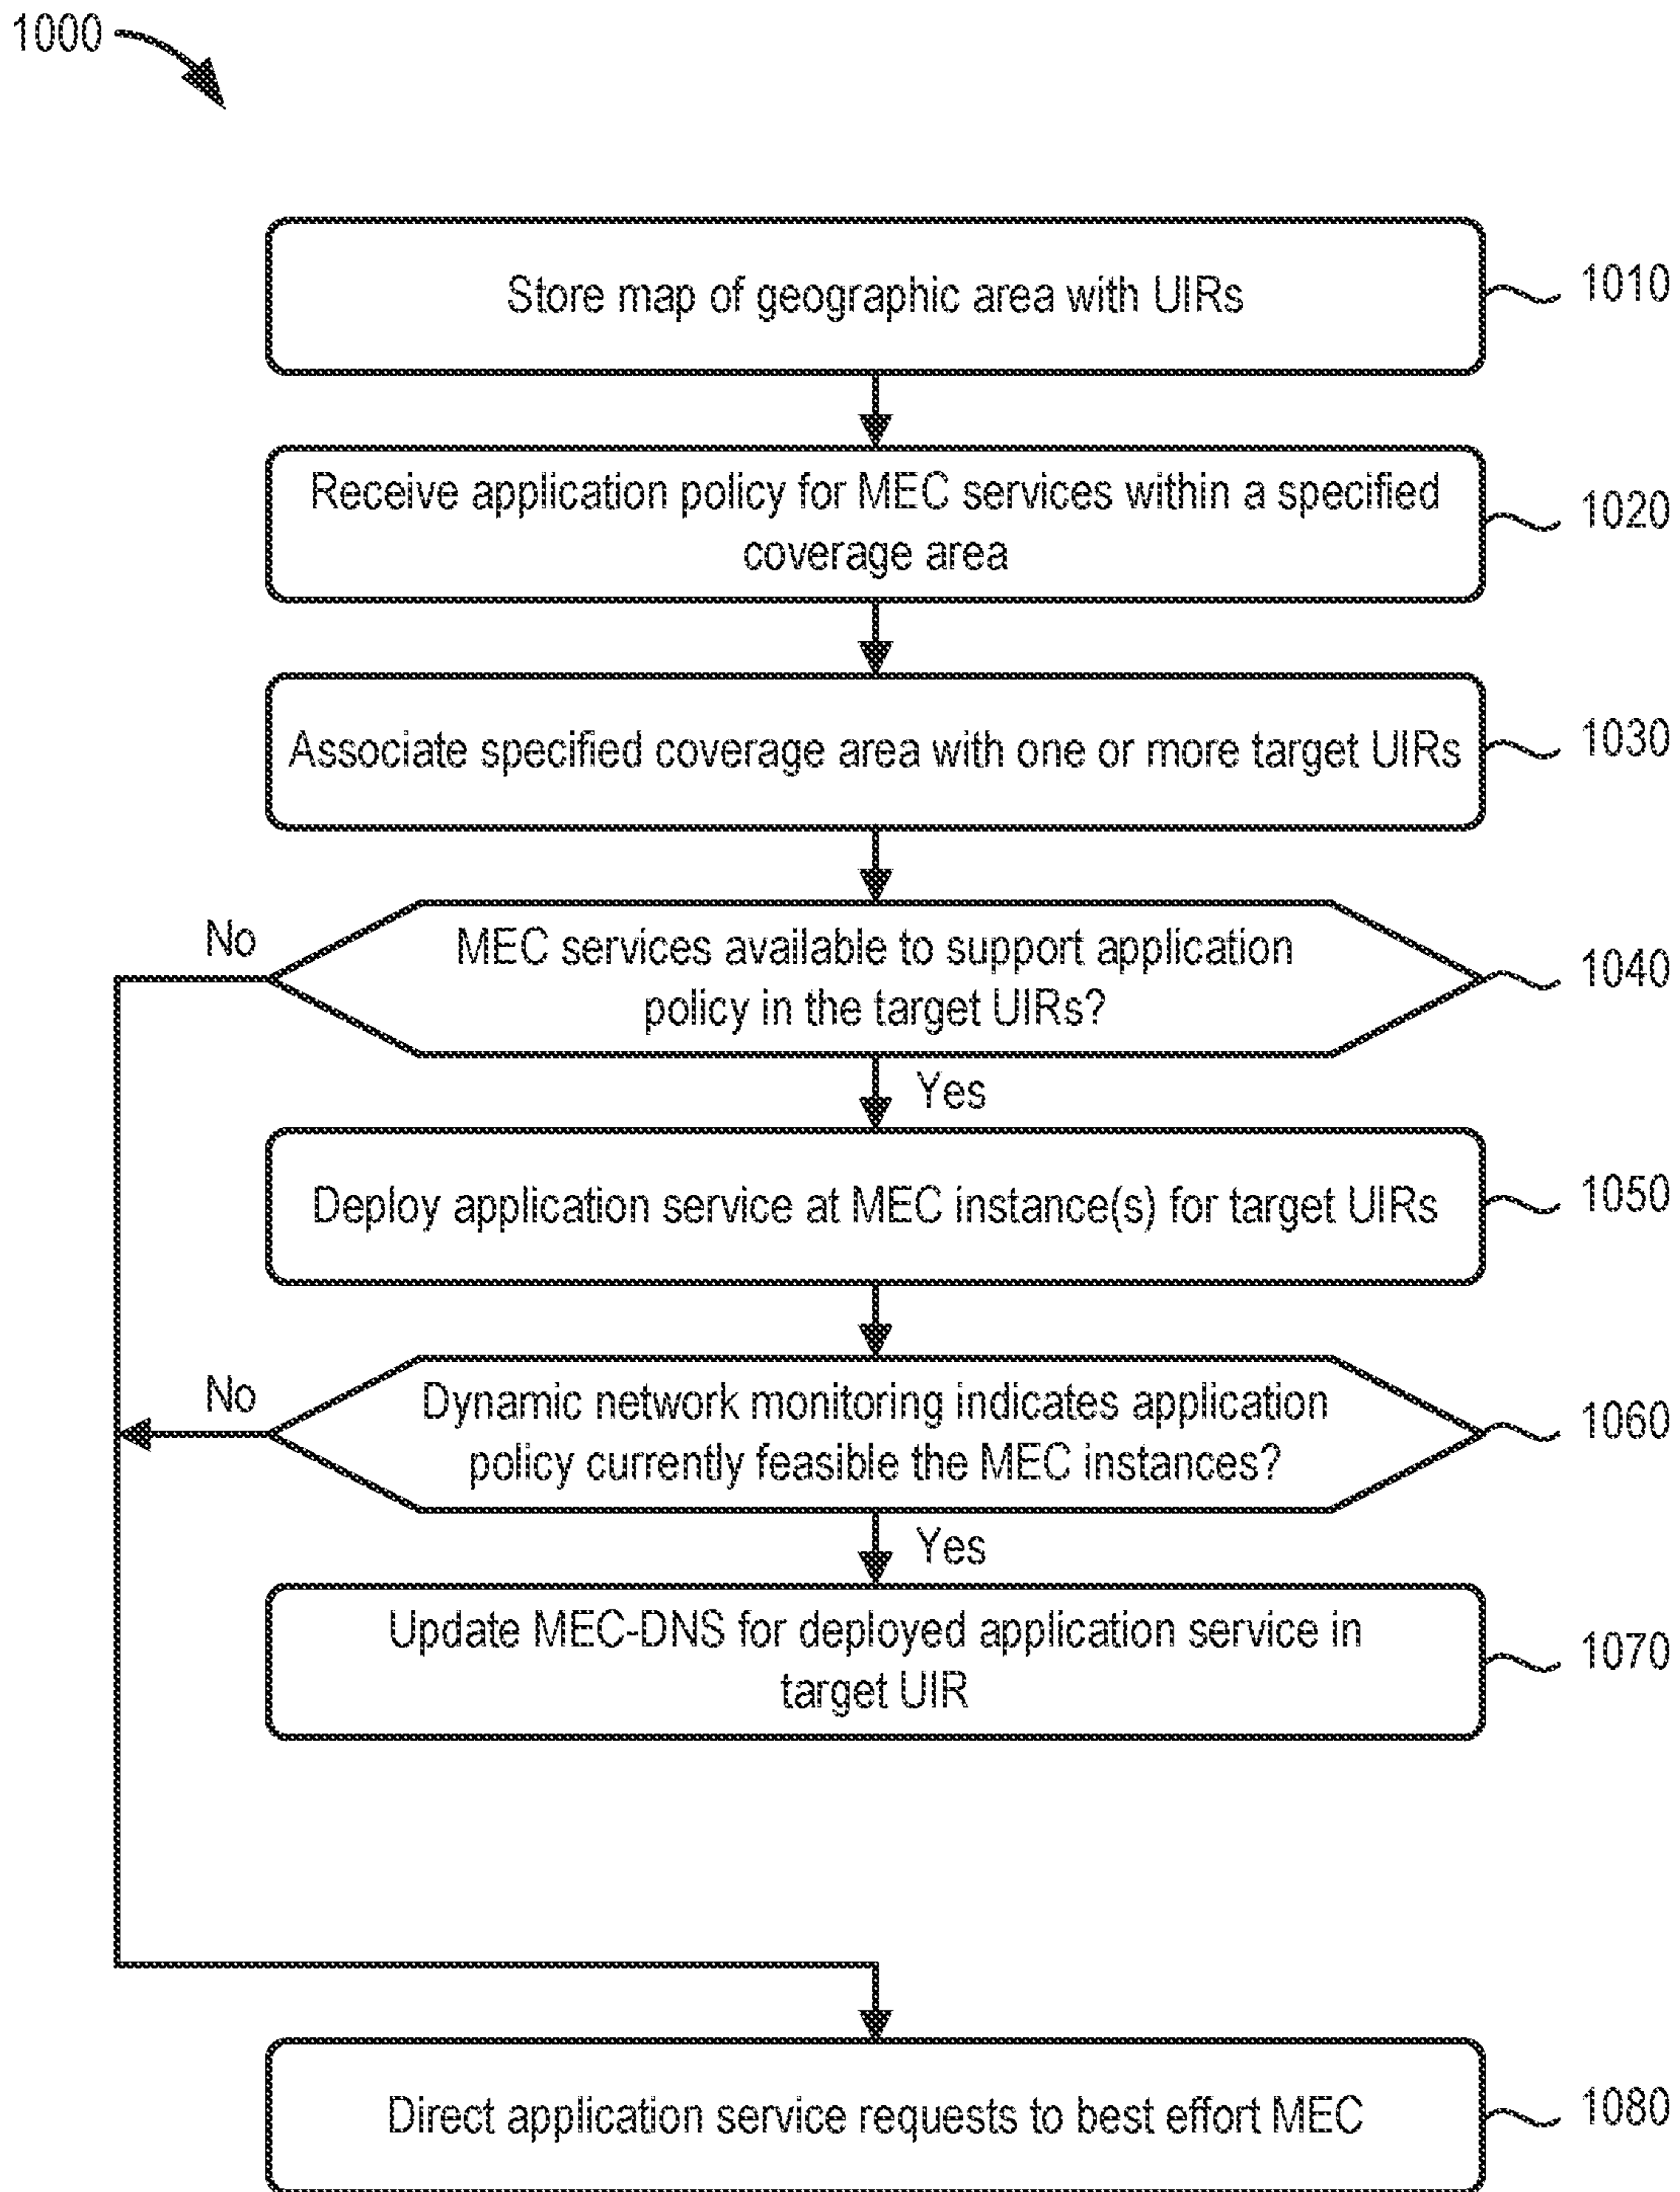 1000
Store map of geographic area with UIRs
1010
Receive application policy for MEC services within a specified
coverage area
1020
Associate specified coverage area with one or more target UIRs
1030
No
MEC services available to support application
policy in the target UIRs?
1040
Yes
Deploy application service at MEC instance(s) for target UIRs
1050
No
Dynamic network monitoring indicates application
policy currently feasible the MEC instances?
1060
Yes
Update MEC-DNS for deployed application service in
target UIR
1070
Direct application service requests to best effort MEC
1080